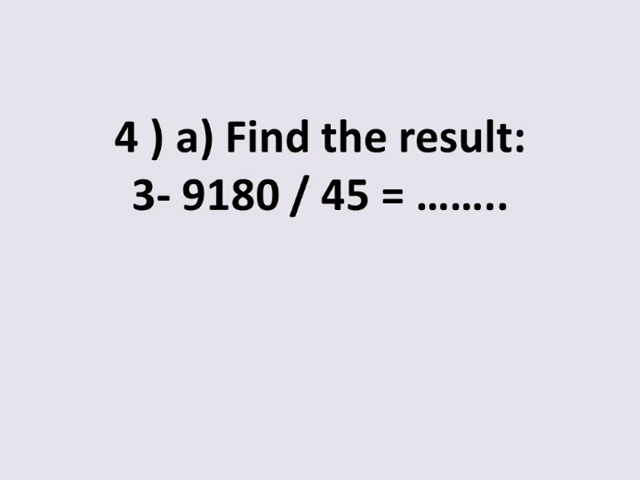 4 ) a) Find the result:
3- 9180 / 45 = ……..